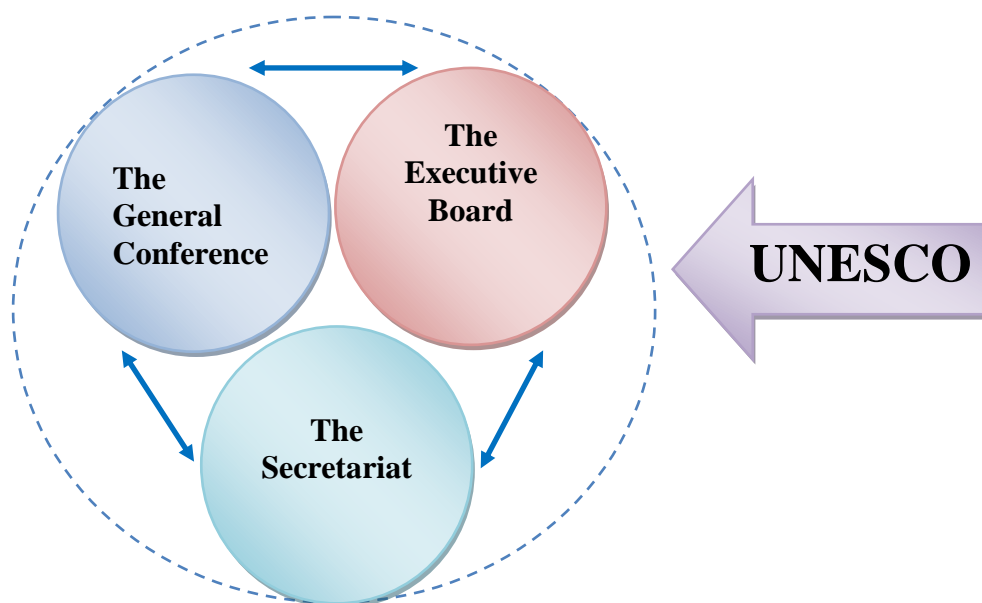 The
General
Conference
The
Executive
Board
UNESCO
The
Secretariat